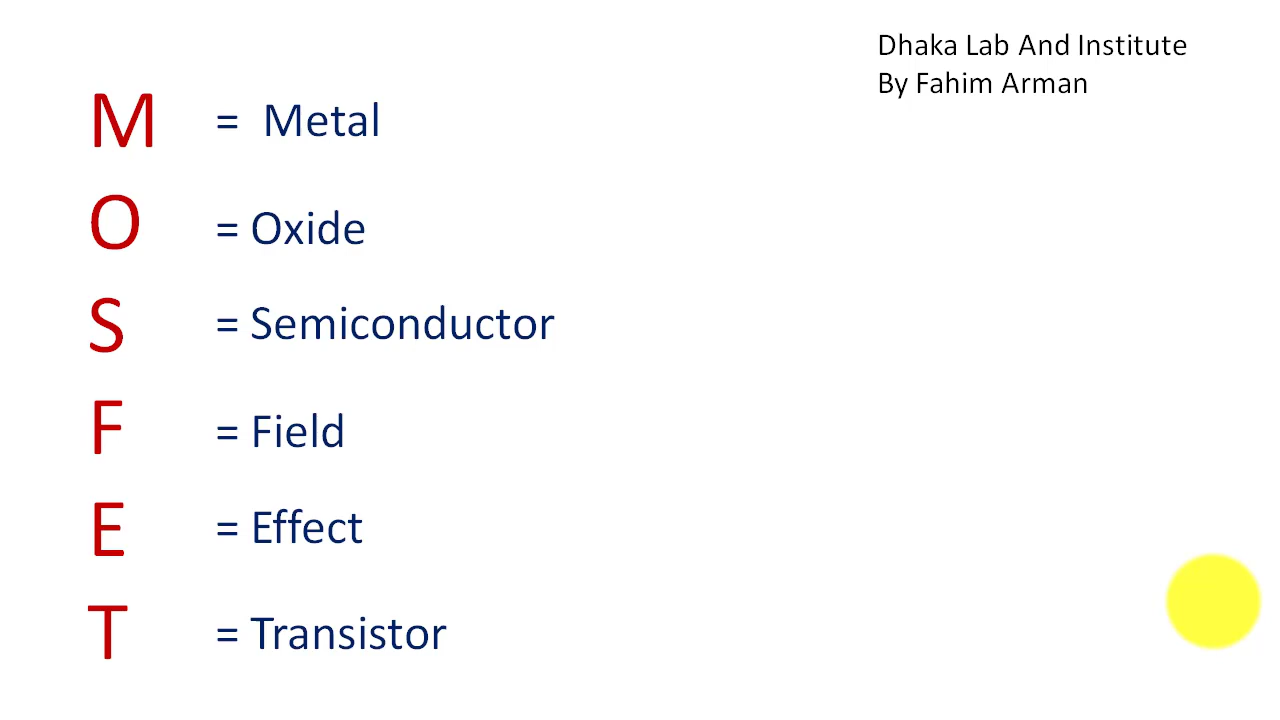 Dhaka Lab And Institute
By Fahim Arman
M = Metal
O = Oxide
S = Semiconductor
F = Field
E = Effect
T = Transistor